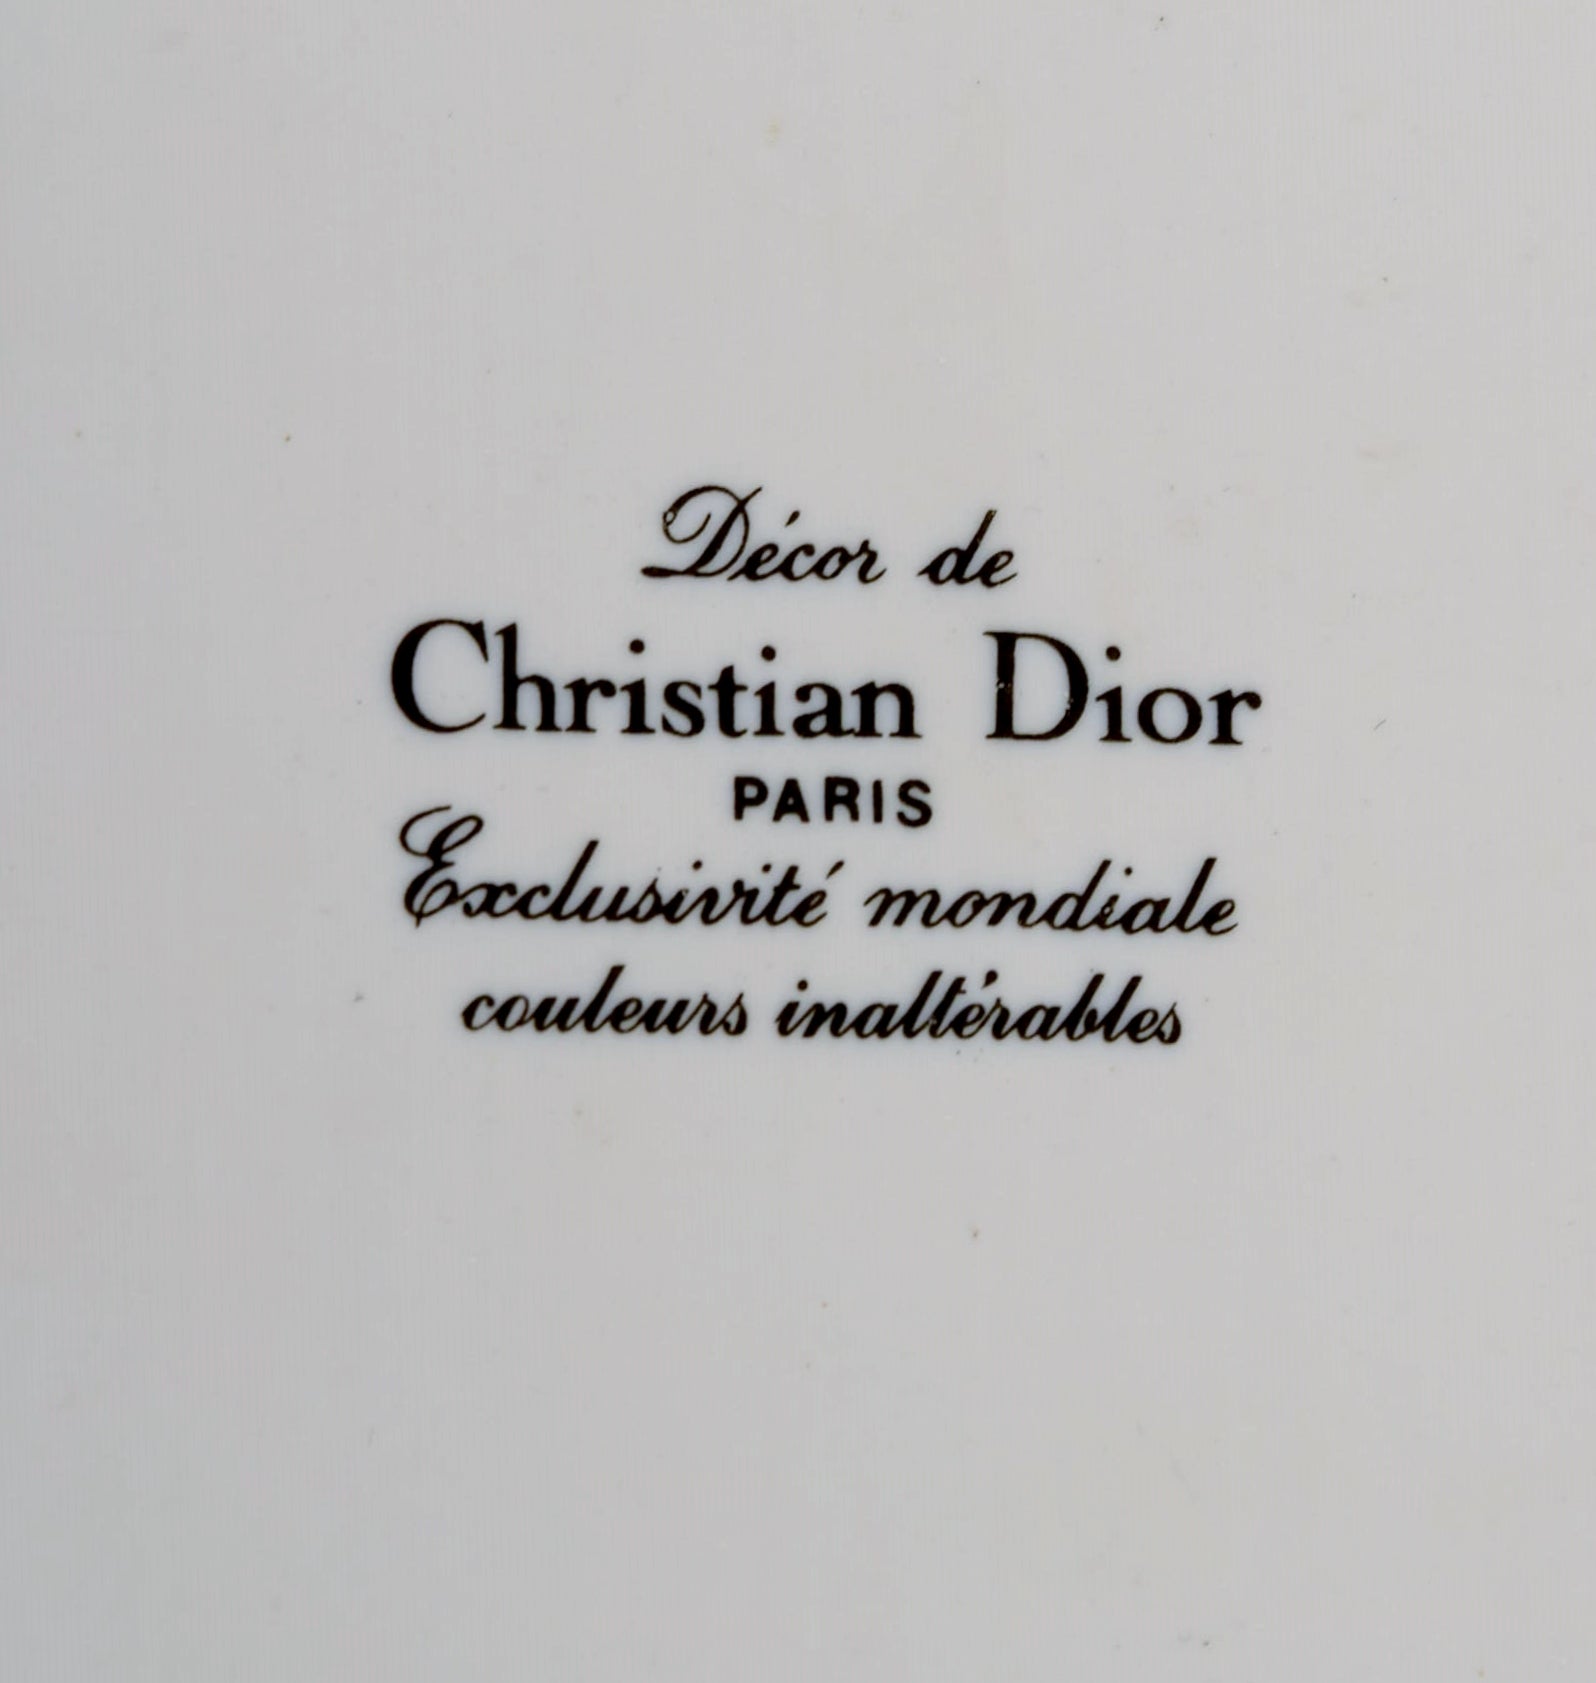 Décor de
Christian Dior
PARIS
Exclusivité mondiale
couleurs inaltérables